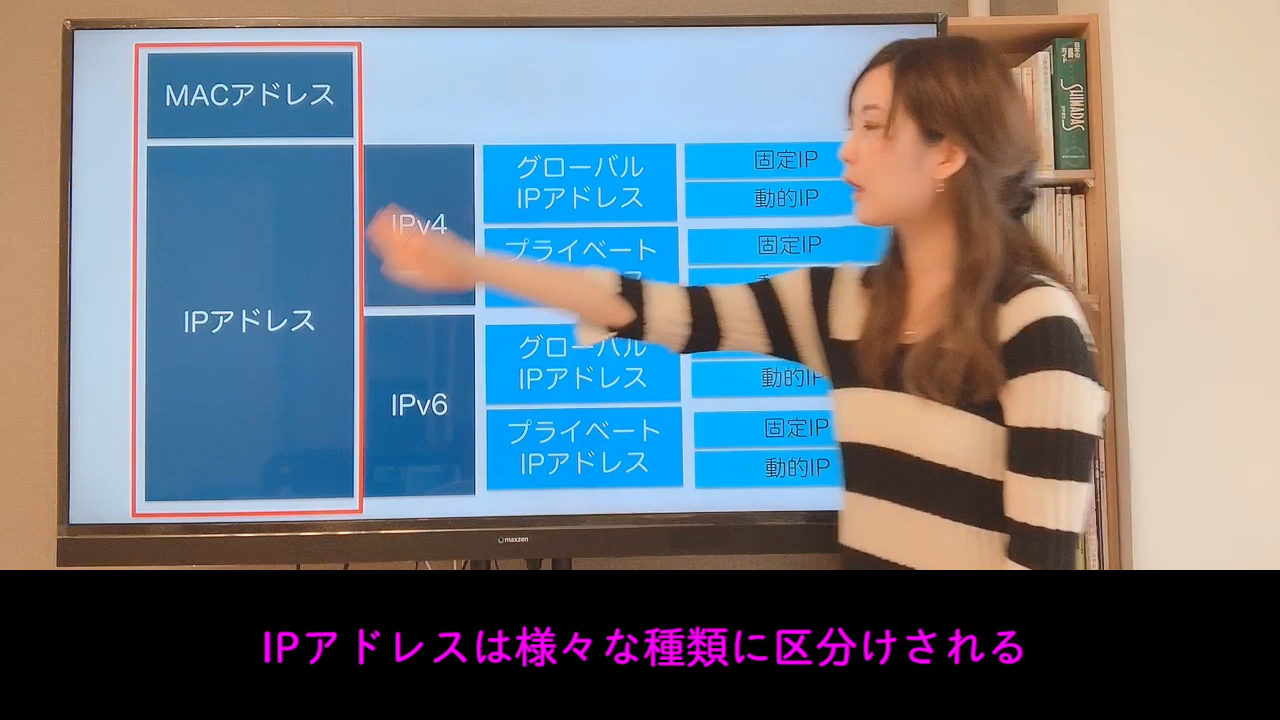 MACアドレス
IPアドレス
IPv4
グローバル
IPアドレス
固定IP
動的IP
プライベート
固定IP
IPv6
グローバル
IPアドレス
動的IP
プライベート
IPアドレス
固定IP
動的IP
maxzen
SHIMADAS
IPアドレスは様々な種類に区分けされる